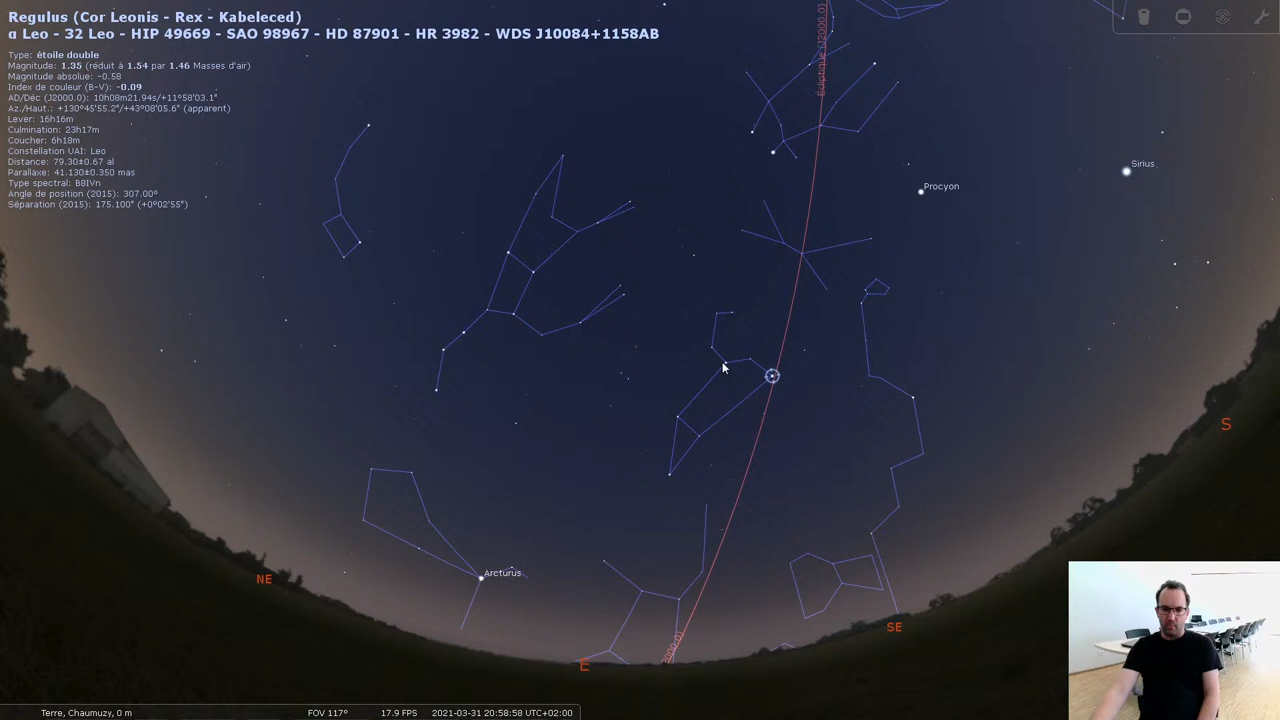 Regulus (Cor Leonis - Rex - Kabeleced)
α Leo - 32 Leo - HIP 49669 - SAO 98967 - HD 87901 - HR 3982 - WDS J10084+1158AB
Type: étoile double
Magnitude: 1.35 (réduit à 1.54 par 1.46 Masses d'air)
Magnitude absolue: -0.58
Index de couleur (B-V): -0.09
AD/Déc (J2000.0): 10h08m21.94s/+11°58'03.1"
Az./Haut.: +130°45'55.2"/+43°08'05.6" (apparent)
Lever: 16h16m
Culmination: 23h17m
Coucher: 6h18m
Constellation UAI: Leo
Distance: 79.30±0.67 al
Parallaxe: 41.130±0.350 mas
Type spectral: B8IVn
Angle de position (2015): 307.00°
Séparation (2015): 175.100" (+0°02'55")
Écliptique (J2000.0)
Sirius
Procyon
S
Arcturus
NE
SE
E
Terre, Chaumuzy, 0 m
FOV 117°
17.9 FPS
2021-03-31 20:58:58 UTC+02:00